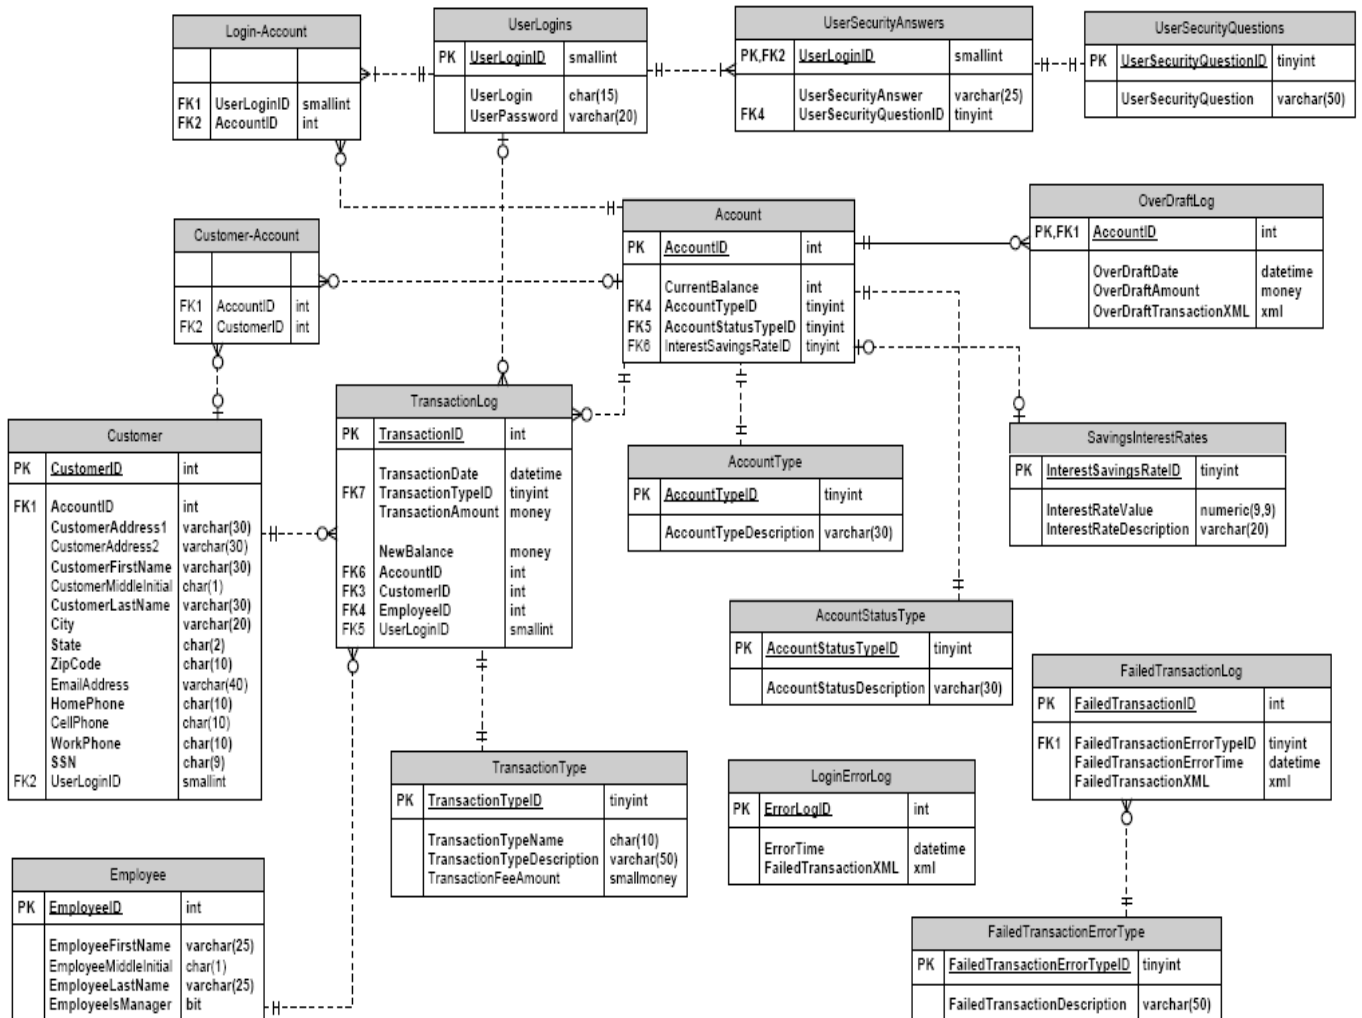 Login-Account
FK1 UserLoginID smallint
FK2 AccountID int
UserLogins
PK UserLoginID smallint
UserLogin char(15)
UserPassword varchar(20)
UserSecurityAnswers
PK,FK2 UserLoginID smallint
UserSecurityAnswer varchar(25)
FK4 UserSecurityQuestionID tinyint
UserSecurityQuestions
PK UserSecurityQuestionID tinyint
UserSecurityQuestion varchar(50)
Customer-Account
FK1 AccountID int
FK2 CustomerID int
Account
PK AccountID int
CurrentBalance int
FK4 AccountTypeID tinyint
FK5 AccountStatusTypeID tinyint
FK6 InterestSavingsRateID tinyint
OverDraftLog
PK,FK1 AccountID int
OverDraftDate datetime
OverDraftAmount money
OverDraftTransactionXML xml
Customer
PK CustomerID int
FK1 AccountID int
CustomerAddress1 varchar(30)
CustomerAddress2 varchar(30)
CustomerFirstName varchar(30)
CustomerMiddleInitial char(1)
CustomerLastName varchar(30)
City varchar(20)
State char(2)
ZipCode char(10)
EmailAddress varchar(40)
HomePhone char(10)
CellPhone char(10)
WorkPhone char(10)
SSN char(9)
FK2 UserLoginID smallint
TransactionLog
PK TransactionID int
TransactionDate datetime
FK7 TransactionTypeID tinyint
TransactionAmount money
NewBalance money
FK6 AccountID int
FK3 CustomerID int
FK4 EmployeeID int
FK5 UserLoginID smallint
AccountType
PK AccountTypeID tinyint
AccountTypeDescription varchar(30)
SavingsInterestRates
PK InterestSavingsRateID tinyint
InterestRateValue numeric(9,9)
InterestRateDescription varchar(20)
AccountStatusType
PK AccountStatusTypeID tinyint
AccountStatusDescription varchar(30)
FailedTransactionLog
PK FailedTransactionID int
FK1 FailedTransactionErrorTypeID tinyint
FailedTransactionErrorTime datetime
FailedTransactionXML xml
TransactionType
PK TransactionTypeID tinyint
TransactionTypeName char(10)
TransactionTypeDescription varchar(50)
TransactionFeeAmount smallmoney
LoginErrorLog
PK ErrorLogID int
ErrorTime datetime
FailedTransactionXML xml
Employee
PK EmployeeID int
EmployeeFirstName varchar(25)
EmployeeMiddleInitial char(1)
EmployeeLastName varchar(25)
EmployeeIsManager bit
FailedTransactionErrorType
PK FailedTransactionErrorTypeID tinyint
FailedTransactionDescription varchar(50)